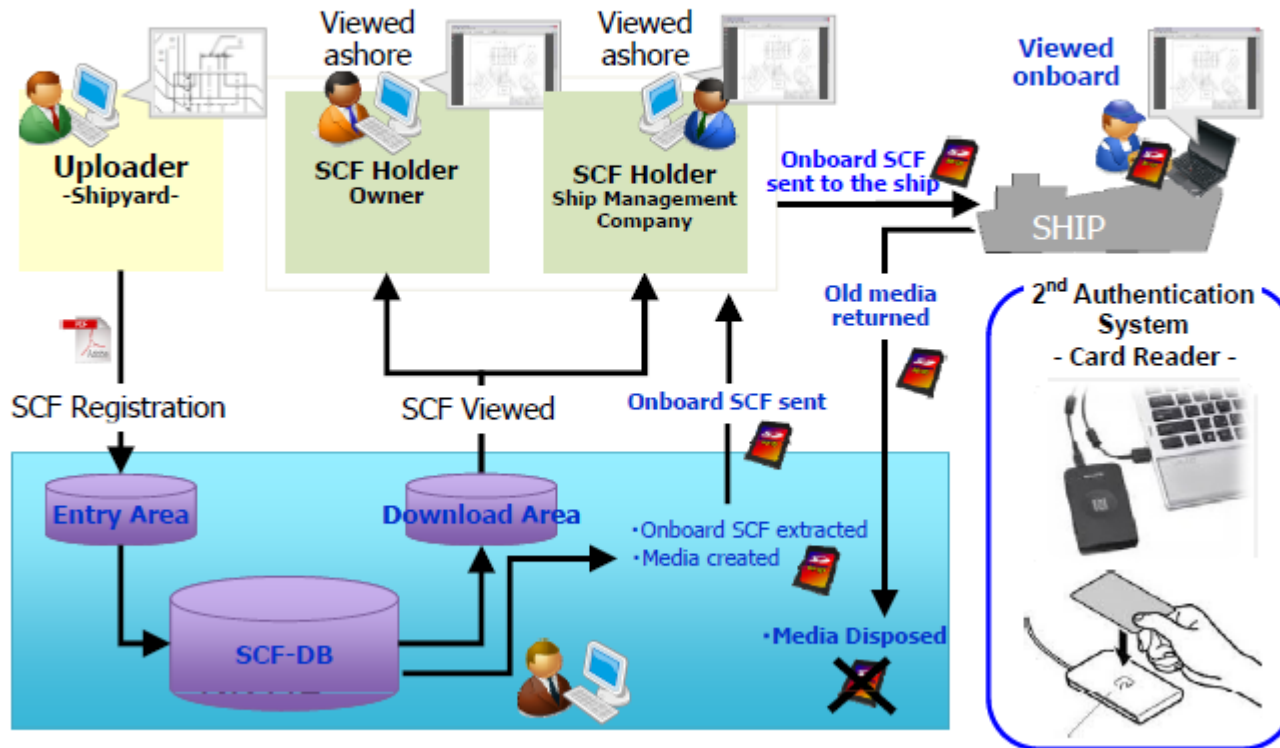 Viewed
ashore
Viewed
ashore
Viewed
onboard
Uploader
-Shipyard-
SCF Holder
Owner
SCF Holder
Ship Management
Company
Onboard SCF
sent to the ship
SHIP
Old media
returned
2nd Authentication
System
- Card Reader -
PDF
Adobe
SCF Registration
SCF Viewed
Onboard SCF sent
Entry Area
Download Area
・Onboard SCF extracted
・Media created
SCF-DB
・Media Disposed